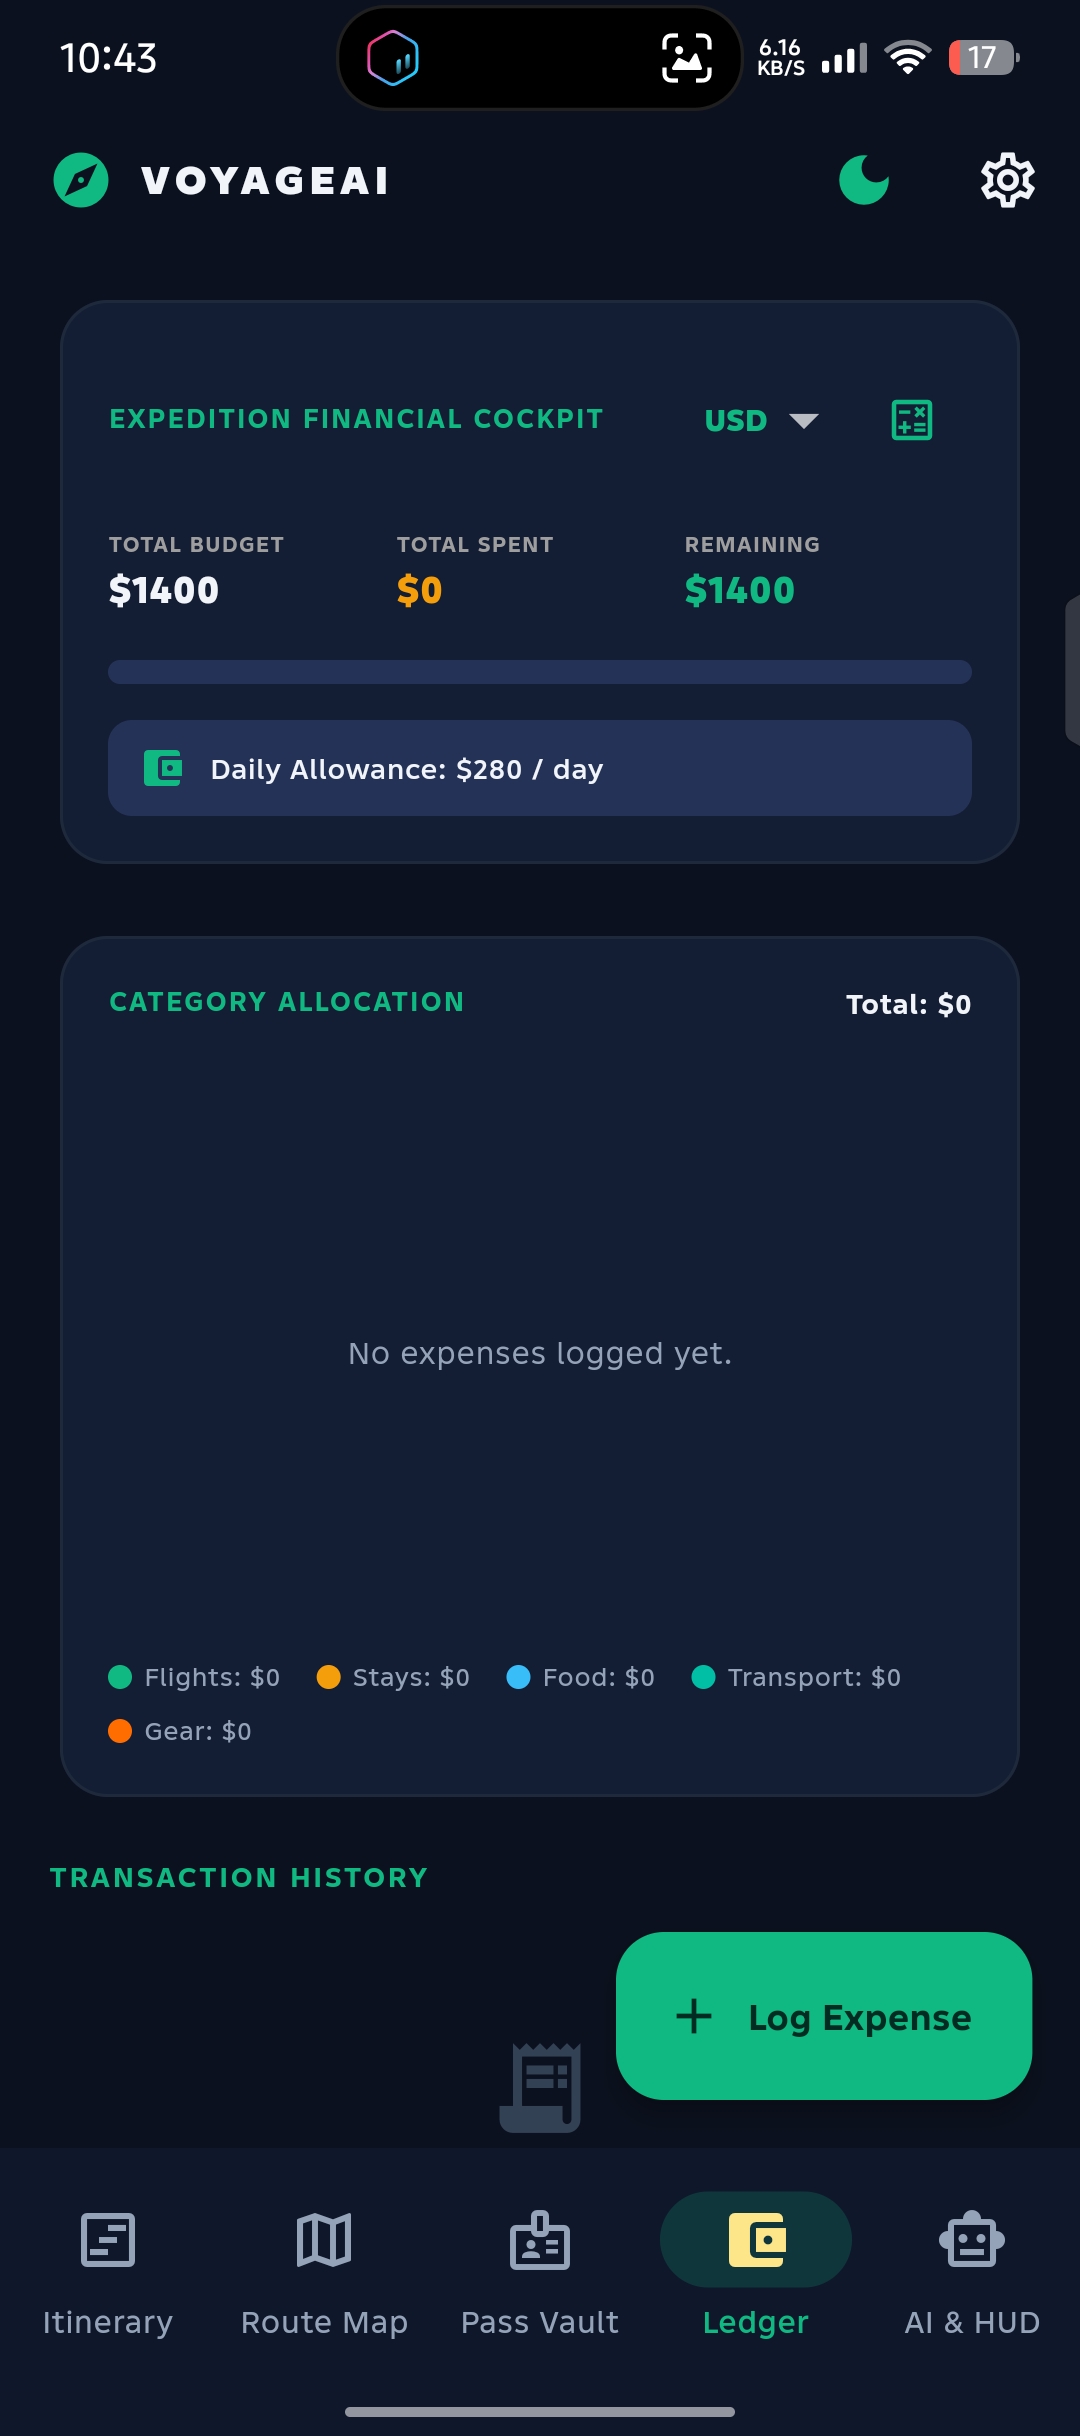 10:43
6.16
KB/S
17
VOYAGEAI
EXPEDITION FINANCIAL COCKPIT
USD
TOTAL BUDGET
TOTAL SPENT
REMAINING
$1400
$0
$1400
Daily Allowance: $280 / day
CATEGORY ALLOCATION
Total: $0
No expenses logged yet.
Flights: $0
Stays: $0
Food: $0
Transport: $0
Gear: $0
TRANSACTION HISTORY
Log Expense
Itinerary
Route Map
Pass Vault
Ledger
AI & HUD